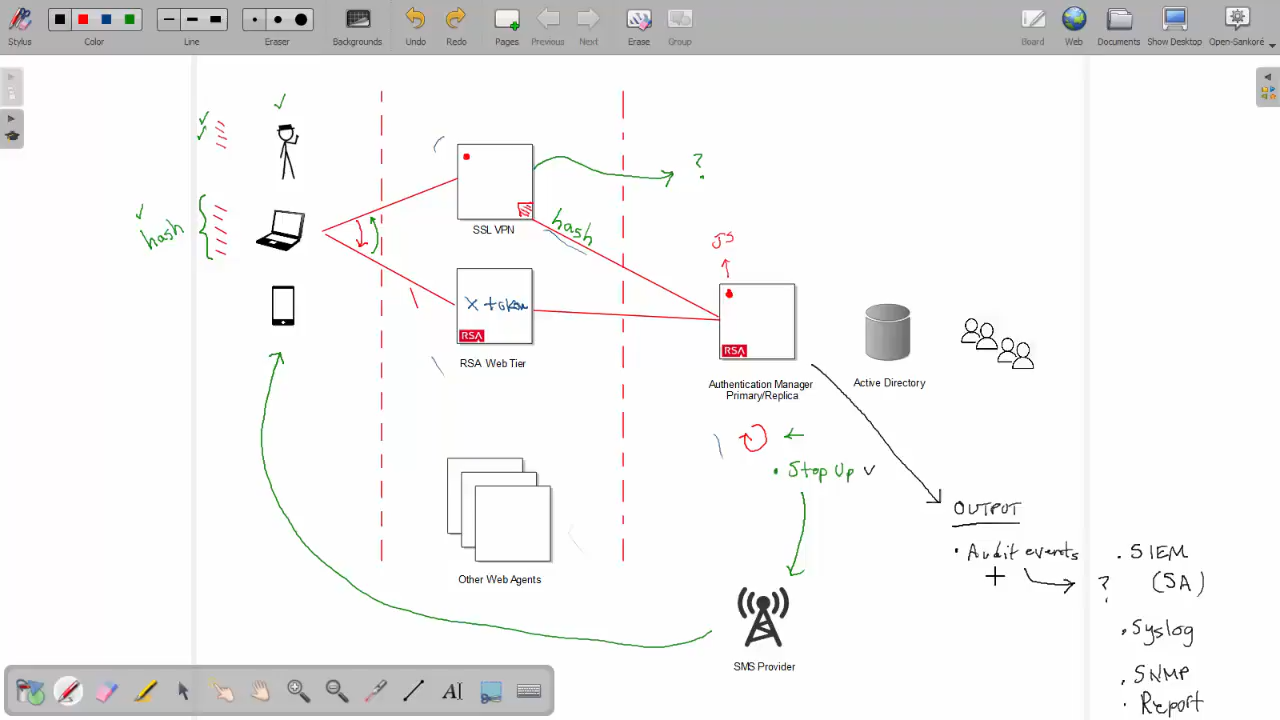 Stylus
Color
Line
Eraser
Backgrounds
Undo
Redo
Pages
Previous
Next
Erase
Group
Board
Web
Documents
Show Desktop
Open-Sankoré
?
SSL VPN
hash
hash
JS
X token
RSA
RSA Web Tier
RSA
Authentication Manager
Primary/Replica
Active Directory
• Step Up
OUTPUT
• Audit events
?
• SIEM
(SA)
• Syslog
• SNMP
• Report
Other Web Agents
SMS Provider